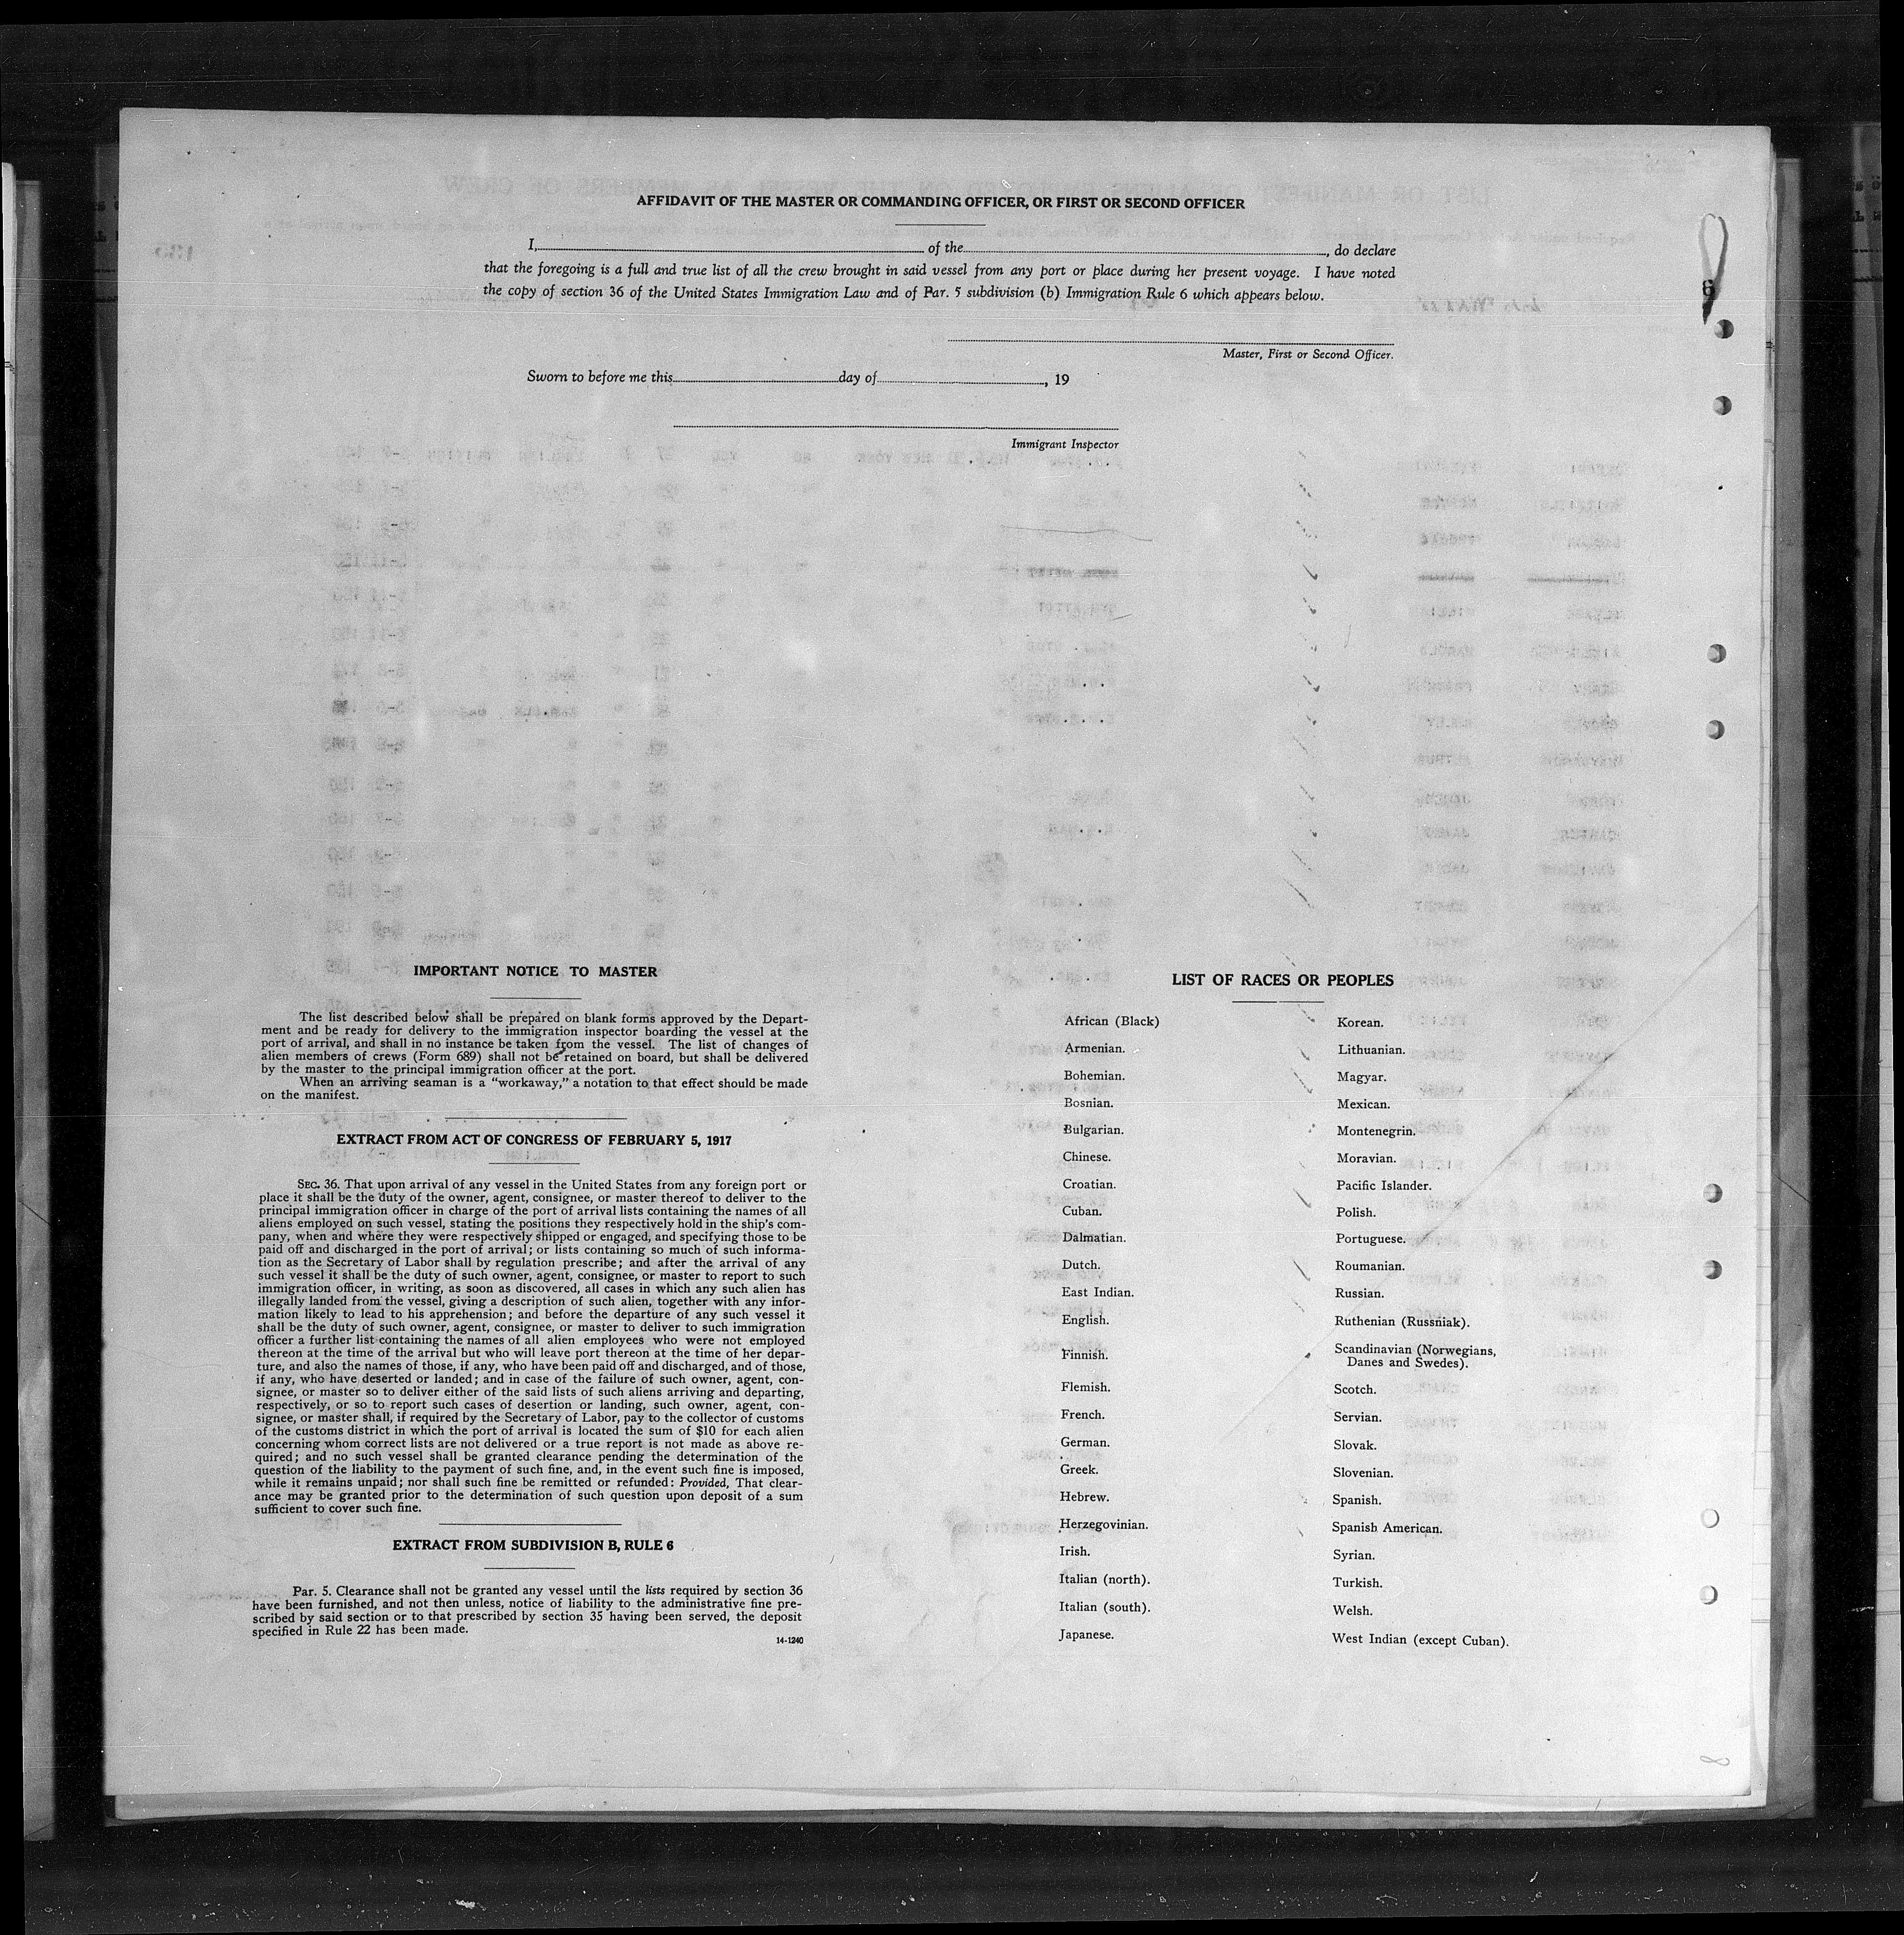 AFFIDAVIT OF THE MASTER OR COMMANDING OFFICER, OR FIRST OR SECOND OFFICER
I, of the , do declare
that the foregoing is a full and true list of all the crew brought in said vessel from any port or place during her present voyage. I have noted
the copy of section 36 of the United States Immigration Law and of Par. 5 subdivision (b) Immigration Rule 6 which appears below.
Master, First or Second Officer.
Sworn to before me this day of , 19
Immigrant Inspector
IMPORTANT NOTICE TO MASTER
The list described below shall be prepared on blank forms approved by the Depart-
ment and be ready for delivery to the immigration inspector boarding the vessel at the
port of arrival, and shall in no instance be taken from the vessel. The list of changes of
alien members of crews (Form 689) shall not be retained on board, but shall be delivered
by the master to the principal immigration officer at the port.
When an arriving seaman is a "workaway," a notation to that effect should be made
on the manifest.
EXTRACT FROM ACT OF CONGRESS OF FEBRUARY 5, 1917
SEC. 36. That upon arrival of any vessel in the United States from any foreign port or
place it shall be the duty of the owner, agent, consignee, or master thereof to deliver to the
principal immigration officer in charge of the port of arrival lists containing the names of all
aliens employed on such vessel, stating the positions they respectively hold in the ship's com-
pany, when and where they were respectively shipped or engaged, and specifying those to be
paid off and discharged in the port of arrival; or lists containing so much of such informa-
tion as the Secretary of Labor shall by regulation prescribe; and after the arrival of any
such vessel it shall be the duty of such owner, agent, consignee, or master to report to such
immigration officer, in writing, as soon as discovered, all cases in which any such alien has
illegally landed from the vessel, giving a description of such alien, together with any infor-
mation likely to lead to his apprehension; and before the departure of any such vessel it
shall be the duty of such owner, agent, consignee, or master to deliver to such immigration
officer a further list containing the names of all alien employees who were not employed
thereon at the time of the arrival but who will leave port thereon at the time of her depar-
ture, and also the names of those, if any, who have been paid off and discharged, and of those,
if any, who have deserted or landed; and in case of the failure of such owner, agent, con-
signee, or master so to deliver either of the said lists of such aliens arriving and departing,
respectively, or so to report such cases of desertion or landing, such owner, agent, con-
signee, or master shall, if required by the Secretary of Labor, pay to the collector of customs
of the customs district in which the port of arrival is located the sum of $10 for each alien
concerning whom correct lists are not delivered or a true report is not made as above re-
quired; and no such vessel shall be granted clearance pending the determination of the
question of the liability to the payment of such fine, and, in the event such fine is imposed,
while it remains unpaid; nor shall such fine be remitted or refunded: Provided, That clear-
ance may be granted prior to the determination of such question upon deposit of a sum
sufficient to cover such fine.
EXTRACT FROM SUBDIVISION B, RULE 6
Par. 5. Clearance shall not be granted any vessel until the lists required by section 36
have been furnished, and not then unless, notice of liability to the administrative fine pre-
scribed by said section or to that prescribed by section 35 having been served, the deposit
specified in Rule 22 has been made.
14-1240
LIST OF RACES OR PEOPLES
African (Black)
Armenian.
Bohemian.
Bosnian.
Bulgarian.
Chinese.
Croatian.
Cuban.
Dalmatian.
Dutch.
East Indian.
English.
Finnish.
Flemish.
French.
German.
Greek.
Hebrew.
Herzegovinian.
Irish.
Italian (north).
Italian (south).
Japanese.
Korean.
Lithuanian.
Magyar.
Mexican.
Montenegrin.
Moravian.
Pacific Islander.
Polish.
Portuguese.
Roumanian.
Russian.
Ruthenian (Russniak).
Scandinavian (Norwegians,
Danes and Swedes).
Scotch.
Servian.
Slovak.
Slovenian.
Spanish.
Spanish American.
Syrian.
Turkish.
Welsh.
West Indian (except Cuban).